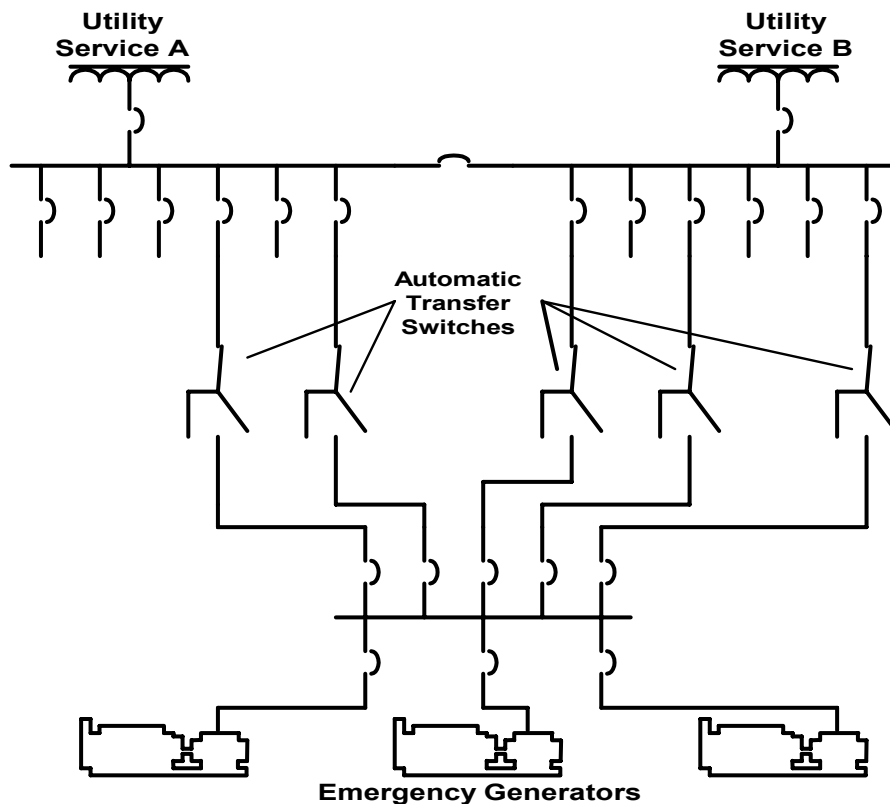 Utility
Service A
Utility
Service B
Automatic
Transfer
Switches
Emergency Generators